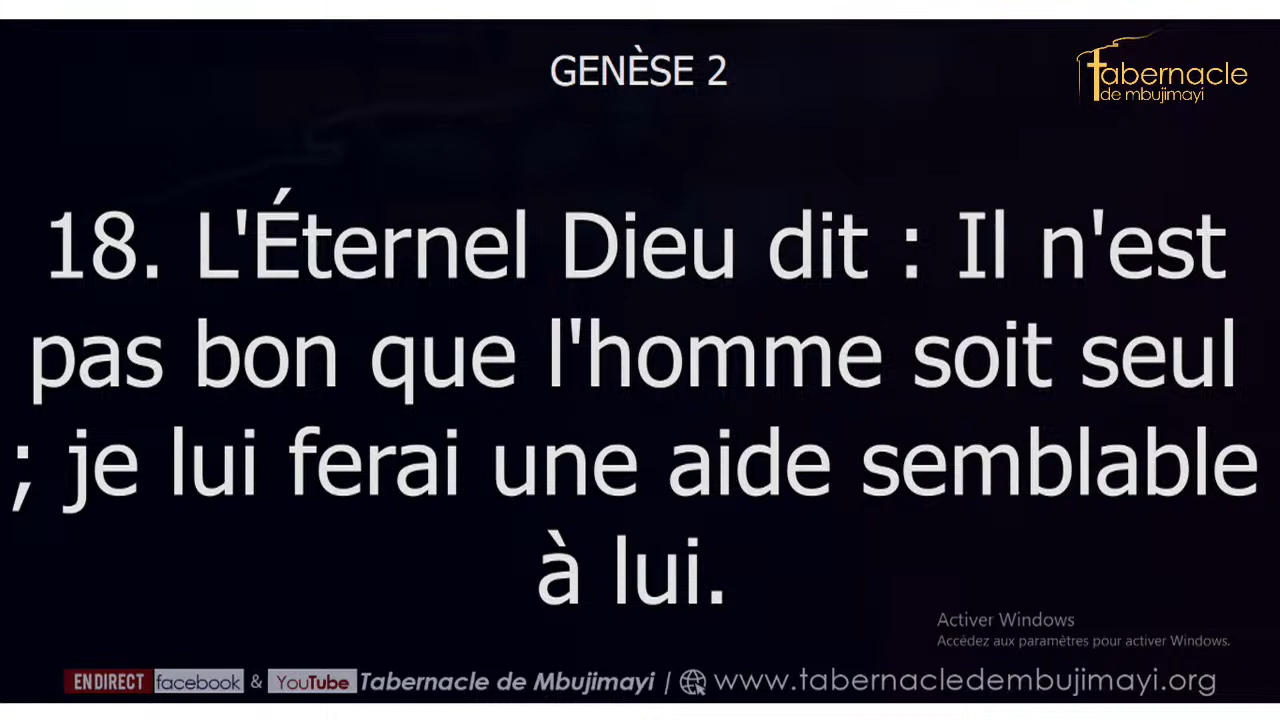 GENÈSE 2
tabernacle
de mbujimayi
18. L'Éternel Dieu dit : Il n'est
pas bon que l'homme soit seul
; je lui ferai une aide semblable
à lui.
Activer Windows
Accédez aux paramètres pour activer Windows.
EN DIRECT facebook & YouTube Tabernacle de Mbujimayi | www.tabernacledembujimayi.org